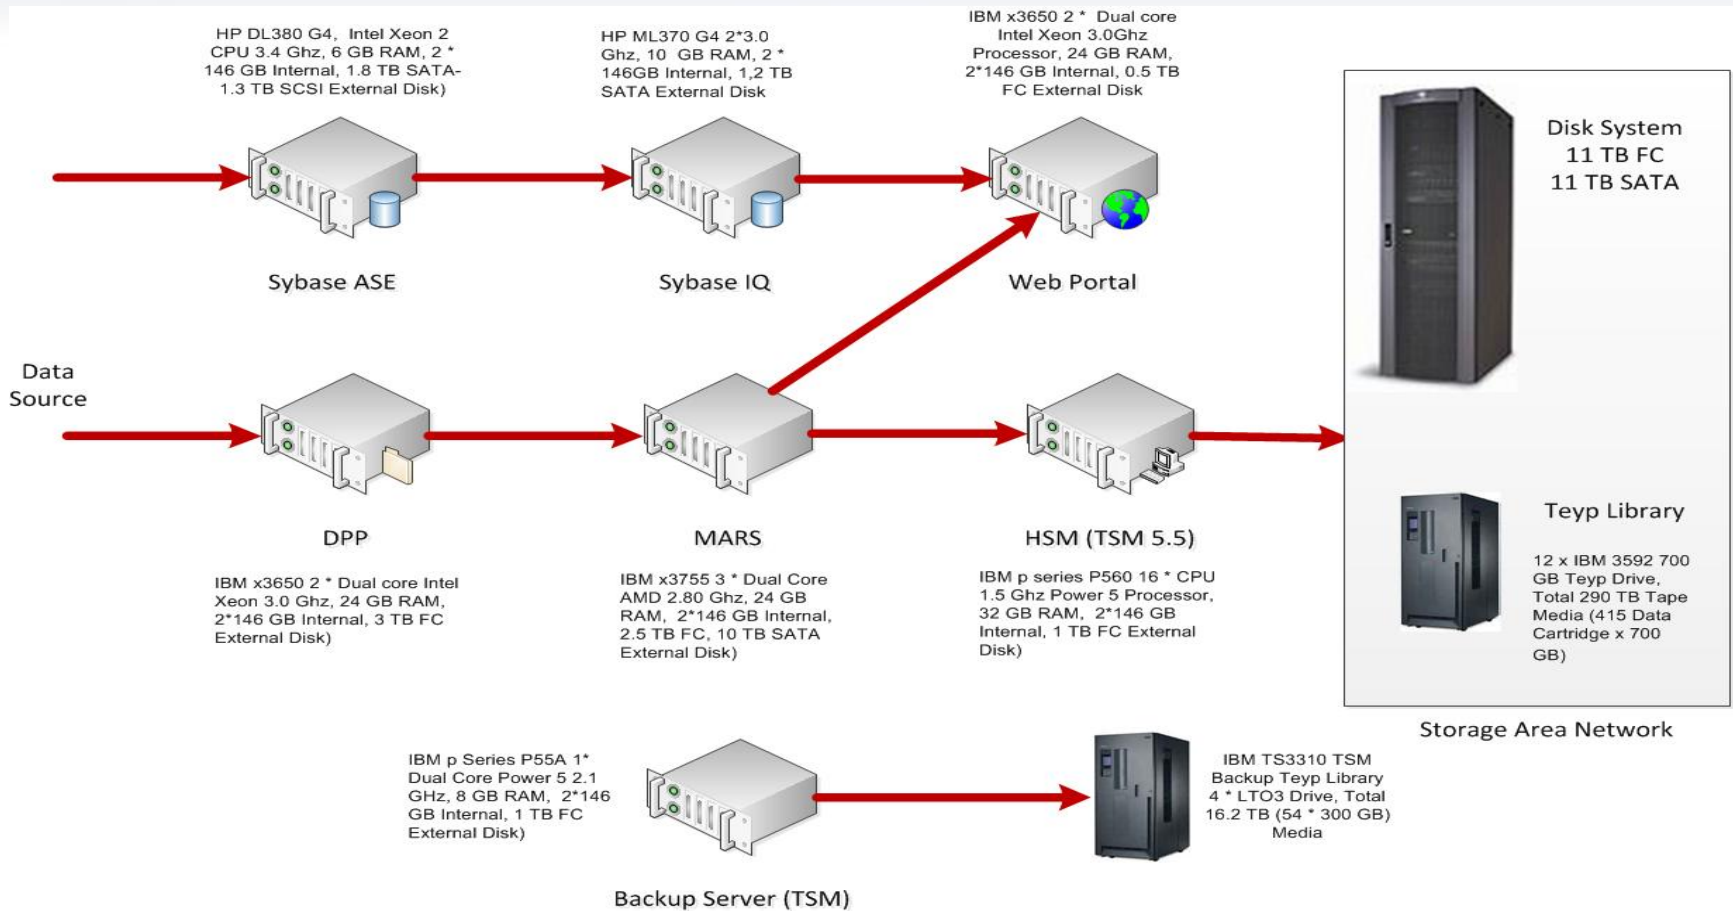 HP DL380 G4, Intel Xeon 2
CPU 3.4 Ghz, 6 GB RAM, 2 *
146 GB Internal, 1.8 TB SATA-
1.3 TB SCSI External Disk)
HP ML370 G4 2*3.0
Ghz, 10 GB RAM, 2 *
146GB Internal, 1,2 TB
SATA External Disk
IBM x3650 2 * Dual core
Intel Xeon 3.0Ghz
Processor, 24 GB RAM,
2*146 GB Internal, 0.5 TB
FC External Disk
Sybase ASE
Sybase IQ
Web Portal
Disk System
11 TB FC
11 TB SATA
Data
Source
DPP
MARS
HSM (TSM 5.5)
IBM x3650 2 * Dual core Intel
Xeon 3.0 Ghz, 24 GB RAM,
2*146 GB Internal, 3 TB FC
External Disk)
IBM x3755 3 * Dual Core
AMD 2.80 Ghz, 24 GB
RAM, 2*146 GB Internal,
2.5 TB FC, 10 TB SATA
External Disk)
IBM p series P560 16 * CPU
1.5 Ghz Power 5 Processor,
32 GB RAM, 2*146 GB
Internal, 1 TB FC External
Disk)
Teyp Library
12 x IBM 3592 700
GB Teyp Drive,
Total 290 TB Tape
Media (415 Data
Cartridge x 700
GB)
Storage Area Network
IBM p Series P55A 1*
Dual Core Power 5 2.1
GHz, 8 GB RAM, 2*146
GB Internal, 1 TB FC
External Disk)
Backup Server (TSM)
IBM TS3310 TSM
Backup Teyp Library
4 * LTO3 Drive, Total
16.2 TB (54 * 300 GB)
Media